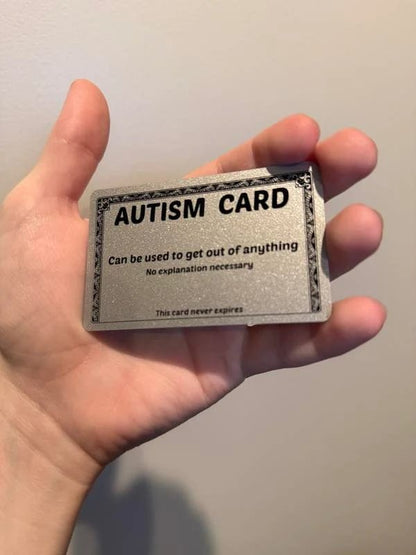 AUTISM CARD
Can be used to get out of anything
No explanation necessary
This card never expires